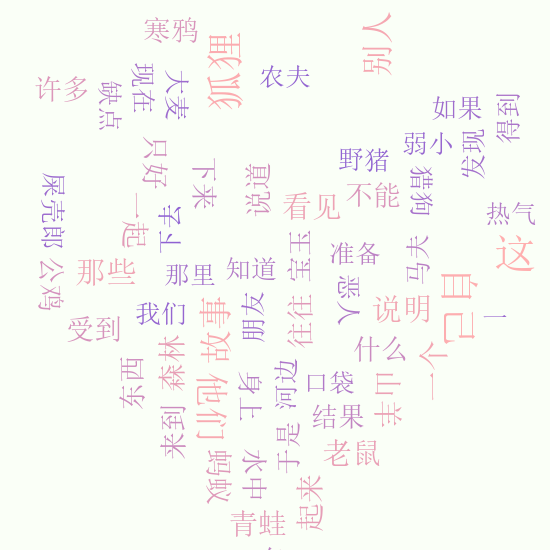 寒鸦
狐狸
别人
农夫
许多
缺点
现在
大麦
如果
得到
弱小
发现
只好
下来
说道
野猪
猎狗
不能
看见
热气
屎壳郎
一起
下去
宝玉
准备
马夫
这
公鸡
那些
那里
知道
恶人
自己
受到
我们
故事
朋友
往往
说明
一
森林
什么
一个
东西
他们
身上
河边
口袋
山羊
来到
结果
于是
老鼠
蚂蚁
水中
起来
青蛙